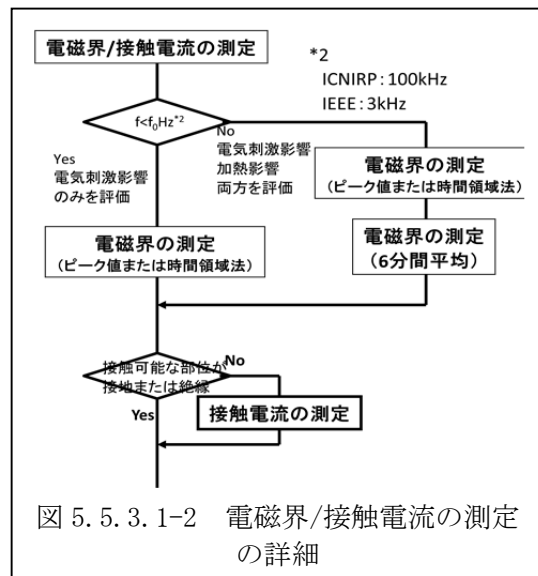 電磁界/接触電流の測定
*2
ICNIRP：100kHz
IEEE：3kHz
f<f₀Hz*2
No
電気刺激影響
加熱影響
両方を評価
Yes
電気刺激影響
のみを評価
電磁界の測定
（ピーク値または時間領域法）
電磁界の測定
（6分間平均）
電磁界の測定
（ピーク値または時間領域法）
接触可能な部位が
接地または絶縁
No
Yes
接触電流の測定
図 5.5.3.1-2　電磁界/接触電流の測定
の詳細